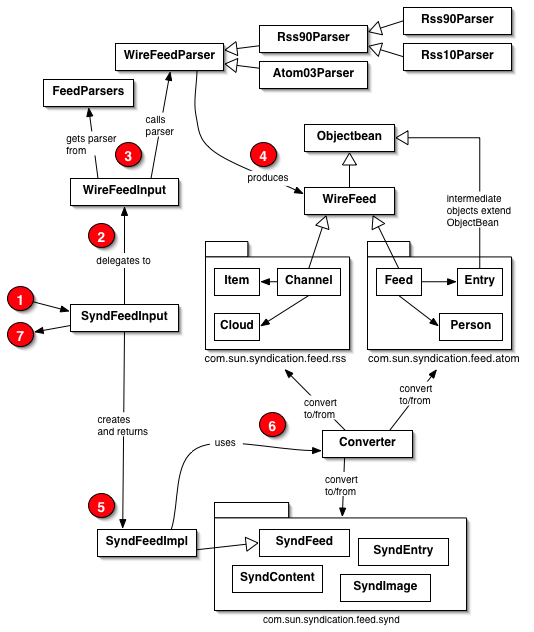 Rss90Parser
Rss90Parser
WireFeedParser
Rss10Parser
Atom03Parser
FeedParsers
Objectbean
calls
parser
gets parser
from
3
4
produces
WireFeedInput
WireFeed
intermediate
objects extend
ObjectBean
2
delegates to
Item
Channel
Feed
Entry
1
SyndFeedInput
Cloud
Person
7
com.sun.syndication.feed.rss
com.sun.syndication.feed.atom
convert
to/from
convert
to/from
creates
and returns
6
uses
Converter
convert
to/from
5
SyndFeedImpl
SyndFeed
SyndEntry
SyndContent
SyndImage
com.sun.syndication.feed.synd